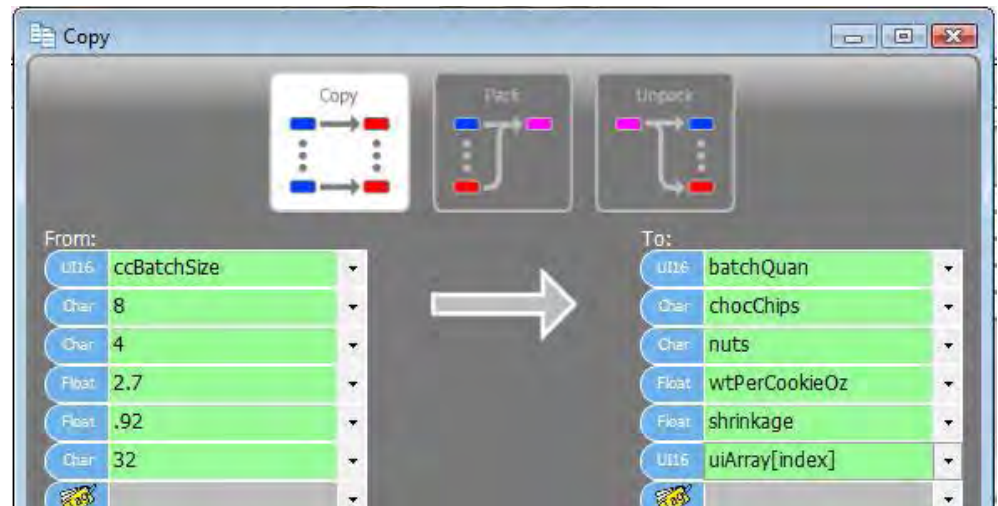 Copy
Copy Pack Unpack
From: To:
UI16 ccBatchSize UI16 batchQuan
Char 8 Char chocChips
Char 4 Char nuts
Float 2.7 Float wtPerCookieOz
Float .92 Float shrinkage
Char 32 UI16 uiArray[index]